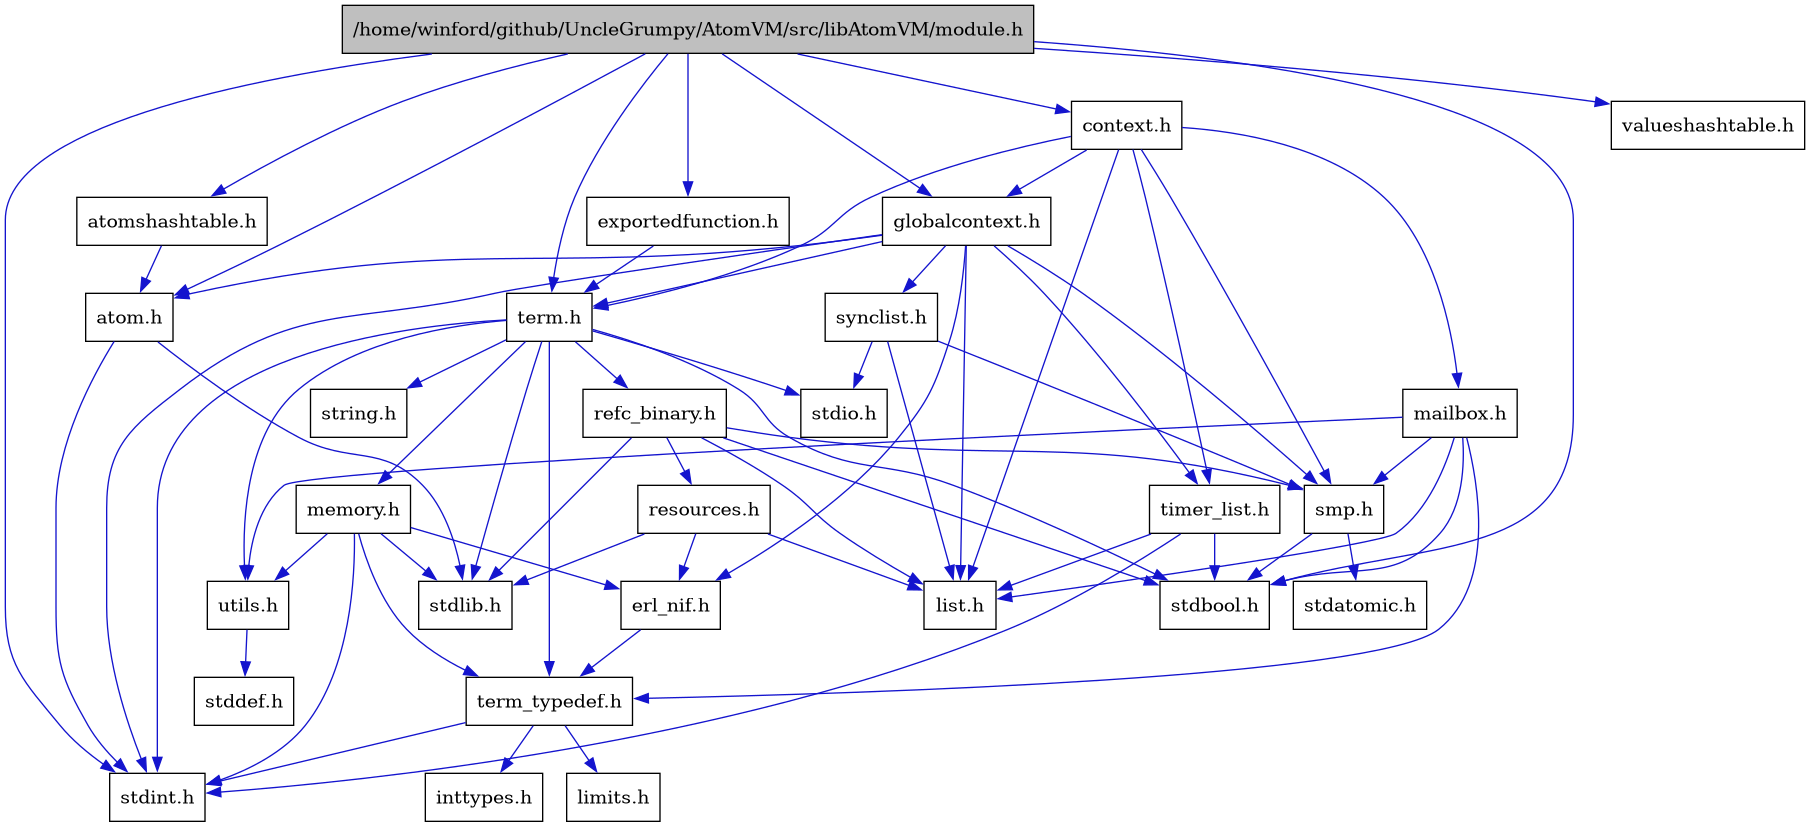 /home/winford/github/UncleGrumpy/AtomVM/src/libAtomVM/module.h
context.h
valueshashtable.h
atomshashtable.h
exportedfunction.h
globalcontext.h
atom.h
term.h
synclist.h
string.h
refc_binary.h
stdio.h
mailbox.h
memory.h
resources.h
timer_list.h
smp.h
utils.h
stdlib.h
erl_nif.h
list.h
stdbool.h
stdatomic.h
stddef.h
term_typedef.h
stdint.h
inttypes.h
limits.h